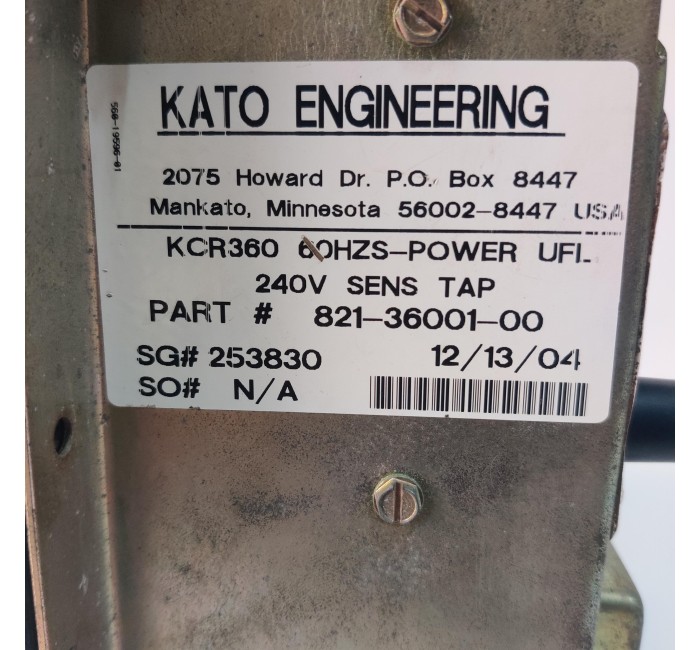 KATO ENGINEERING
2075 Howard Dr. P.O. Box 8447
Mankato, Minnesota 56002-8447 USA
KCR360 60HZS-POWER UFL
240V SENS TAP
PART # 821-36001-00
SG# 253830 12/13/04
SO# N/A